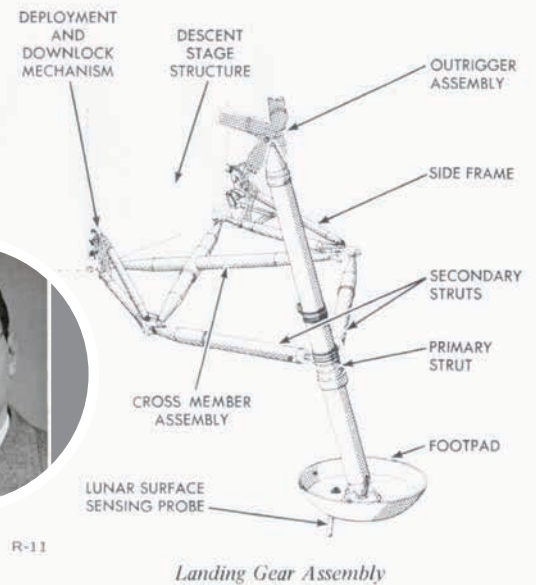 DEPLOYMENT
AND
DOWNLOCK
MECHANISM
DESCENT
STAGE
STRUCTURE
OUTRIGGER
ASSEMBLY
SIDE FRAME
SECONDARY
STRUTS
PRIMARY
STRUT
CROSS MEMBER
ASSEMBLY
FOOTPAD
LUNAR SURFACE
SENSING PROBE
R-11
Landing Gear Assembly